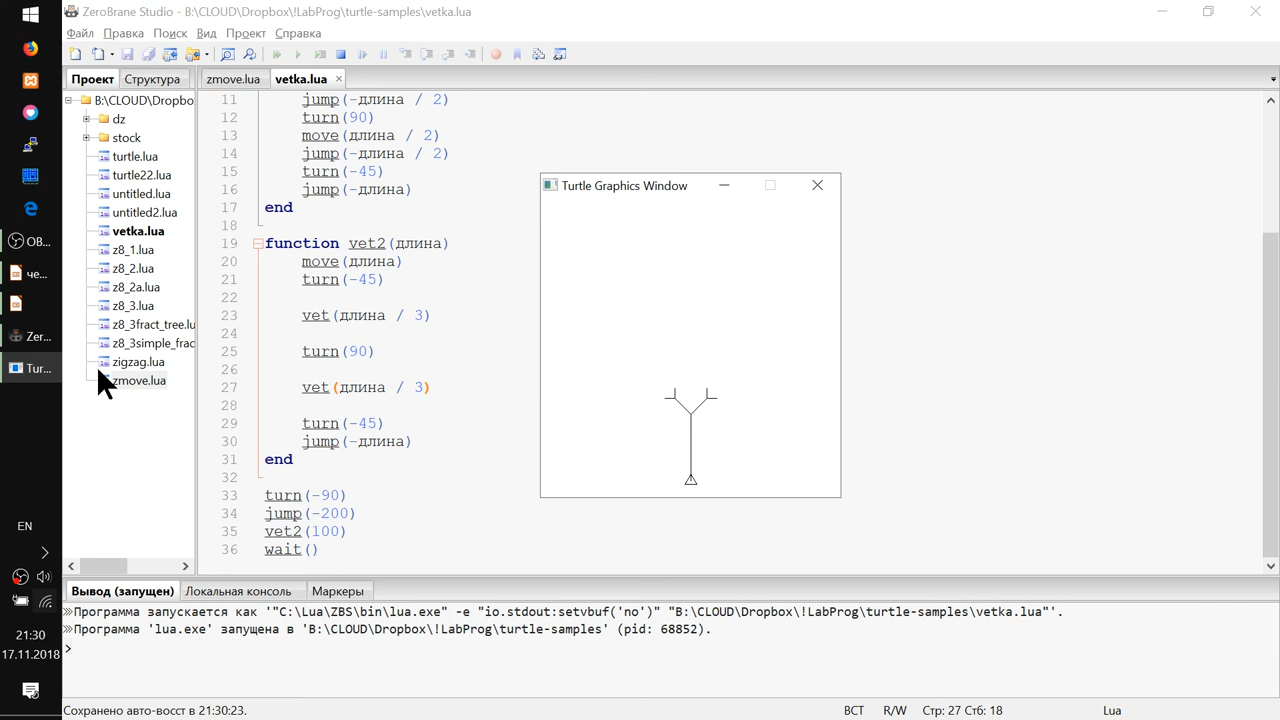 ZeroBrane Studio - B:\CLOUD\Dropbox\!LabProg\turtle-samples\vetka.lua
Файл Правка Поиск Вид Проект Справка
Проект Структура
zmove.lua vetka.lua
B:\CLOUD\Dropbo
dz
stock
turtle.lua
turtle22.lua
untitled.lua
untitled2.lua
vetka.lua
z8_1.lua
z8_2.lua
z8_2a.lua
z8_3.lua
z8_3fract_tree.lu
z8_3simple_frac
zigzag.lua
zmove.lua
11 jump(-длина / 2)
12 turn(90)
13 move(длина / 2)
14 jump(-длина / 2)
15 turn(-45)
16 jump(-длина)
17 end
18
19 function vet2(длина)
20 move(длина)
21 turn(-45)
22
23 vet(длина / 3)
24
25 turn(90)
26
27 vet(длина / 3)
28
29 turn(-45)
30 jump(-длина)
31 end
32
33 turn(-90)
34 jump(-200)
35 vet2(100)
36 wait()
Turtle Graphics Window
OB...
че...
Zer...
Tur...
EN
21:30
17.11.2018
Вывод (запущен) Локальная консоль Маркеры
Программа запускается как '"C:\Lua\ZBS\bin\lua.exe" -e "io.stdout:setvbuf('no')" "B:\CLOUD\Dropbox\!LabProg\turtle-samples\vetka.lua"'.
Программа 'lua.exe' запущена в 'B:\CLOUD\Dropbox\!LabProg\turtle-samples' (pid: 68852).
Сохранено авто-восст в 21:30:23. ВСТ R/W Стр: 27 Стб: 18 Lua